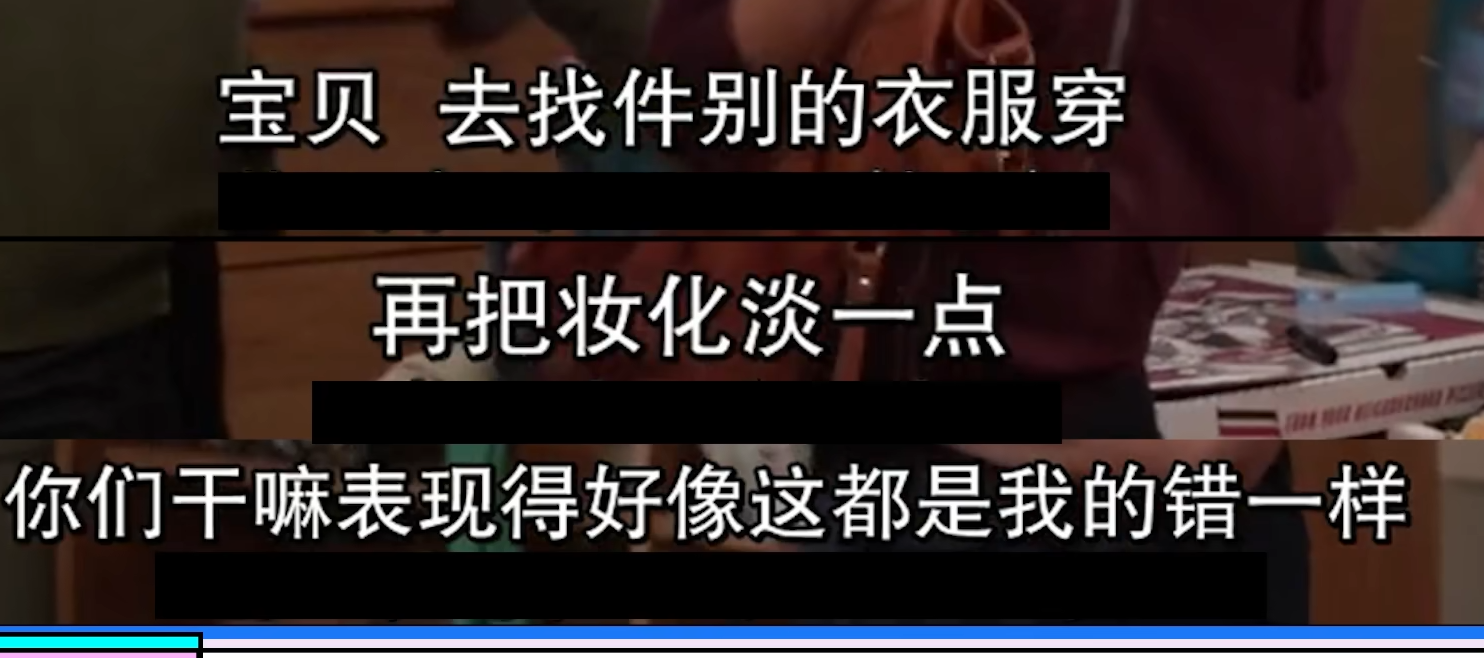 宝贝 去找件别的衣服穿
再把妆化淡一点
你们干嘛表现得好像这都是我的错一样